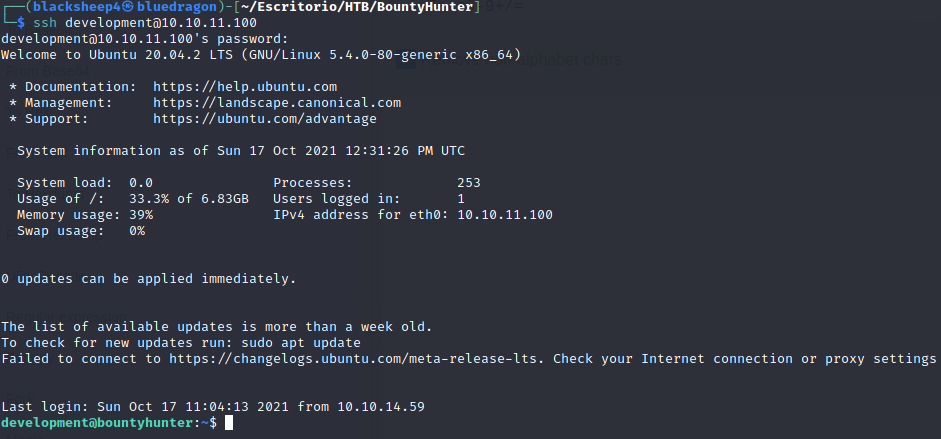 ┌──(blacksheep4㉿bluedragon)-[~/Escritorio/HTB/BountyHunter]
└─$ ssh development@10.10.11.100
development@10.10.11.100's password:
Welcome to Ubuntu 20.04.2 LTS (GNU/Linux 5.4.0-80-generic x86_64)
* Documentation:  https://help.ubuntu.com
* Management:     https://landscape.canonical.com
* Support:        https://ubuntu.com/advantage
System information as of Sun 17 Oct 2021 12:31:26 PM UTC
System load:  0.0               Processes:             253
Usage of /:   33.3% of 6.83GB   Users logged in:       1
Memory usage: 39%               IPv4 address for eth0: 10.10.11.100
Swap usage:   0%
0 updates can be applied immediately.
The list of available updates is more than a week old.
To check for new updates run: sudo apt update
Failed to connect to https://changelogs.ubuntu.com/meta-release-lts. Check your Internet connection or proxy settings
Last login: Sun Oct 17 11:04:13 2021 from 10.10.14.59
development@bountyhunter:~$